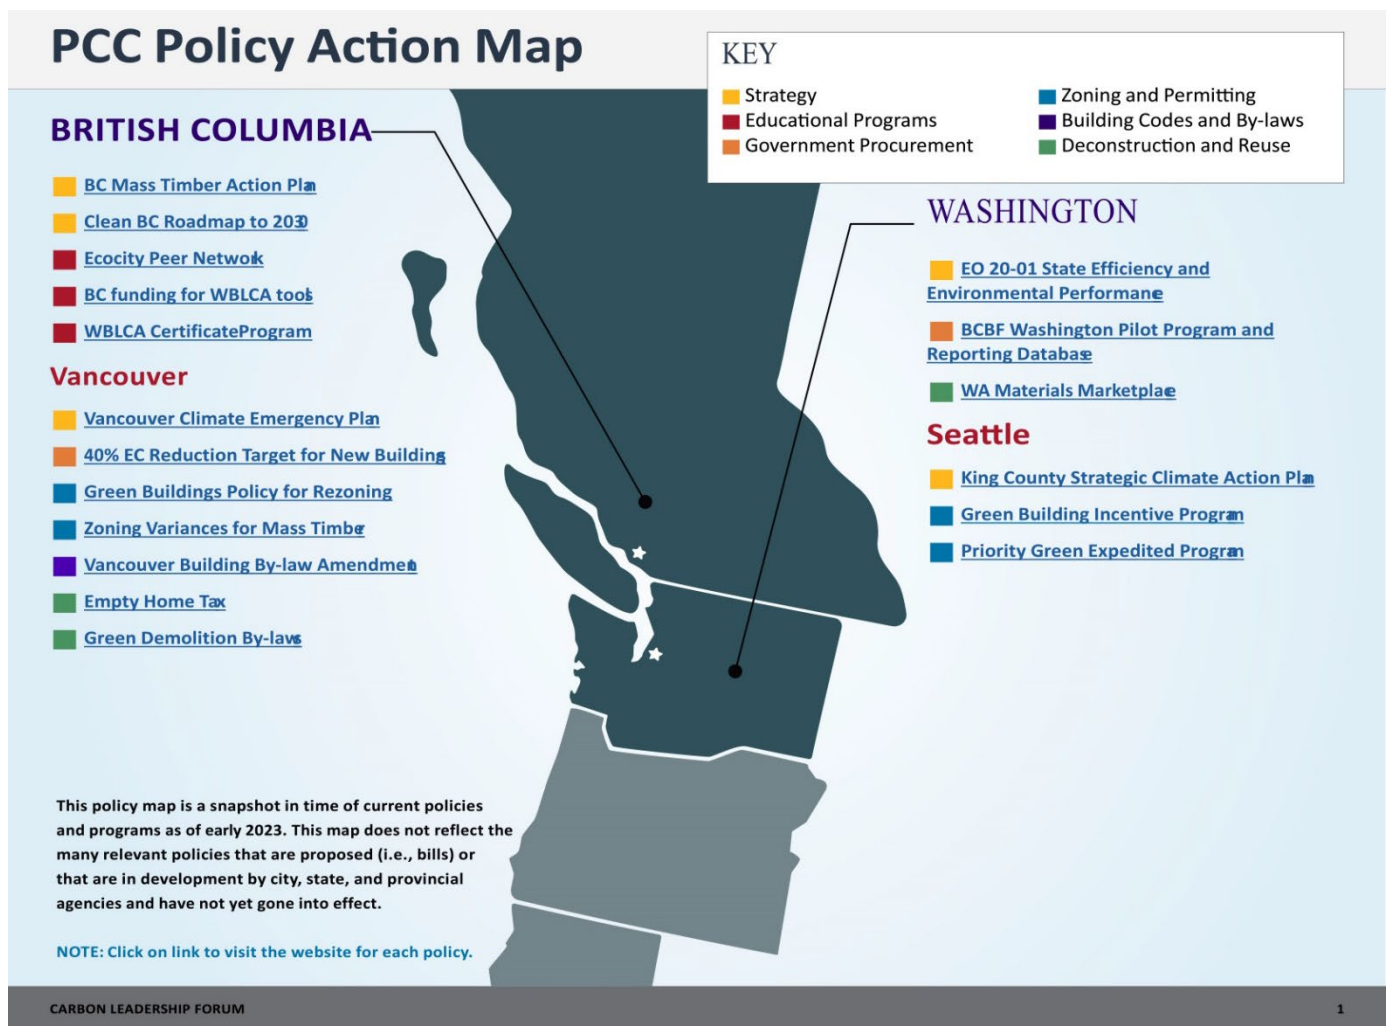 PCC Policy Action Map
KEY
Strategy
Educational Programs
Government Procurement
Zoning and Permitting
Building Codes and By-laws
Deconstruction and Reuse
BRITISH COLUMBIA
BC Mass Timber Action Plan
Clean BC Roadmap to 2030
Ecocity Peer Network
BC funding for WBLCA tools
WBLCA CertificateProgram
Vancouver
Vancouver Climate Emergency Plan
40% EC Reduction Target for New Buildings
Green Buildings Policy for Rezoning
Zoning Variances for Mass Timber
Vancouver Building By-law Amendment
Empty Home Tax
Green Demolition By-laws
WASHINGTON
EO 20-01 State Efficiency and
Environmental Performance
BCBF Washington Pilot Program and
Reporting Database
WA Materials Marketplace
Seattle
King County Strategic Climate Action Plan
Green Building Incentive Program
Priority Green Expedited Program
This policy map is a snapshot in time of current policies
and programs as of early 2023. This map does not reflect the
many relevant policies that are proposed (i.e., bills) or
that are in development by city, state, and provincial
agencies and have not yet gone into effect.
NOTE: Click on link to visit the website for each policy.
CARBON LEADERSHIP FORUM
1